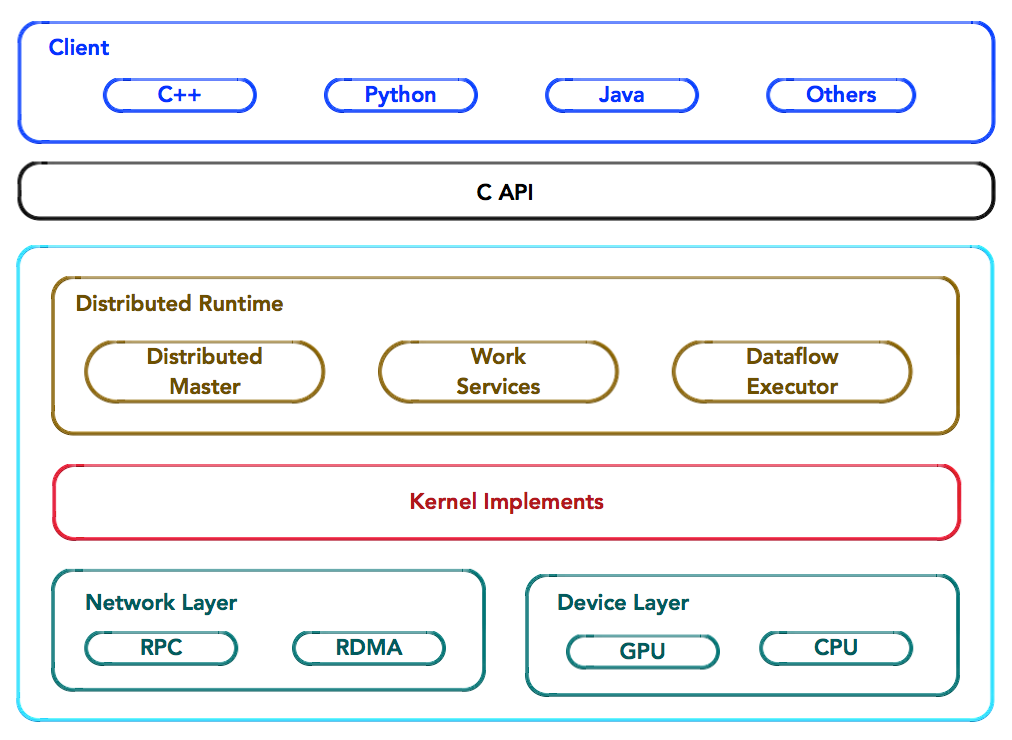 Client
C++
Python
Java
Others
C API
Distributed Runtime
Distributed
Master
Work
Services
Dataflow
Executor
Kernel Implements
Network Layer
RPC
RDMA
Device Layer
GPU
CPU